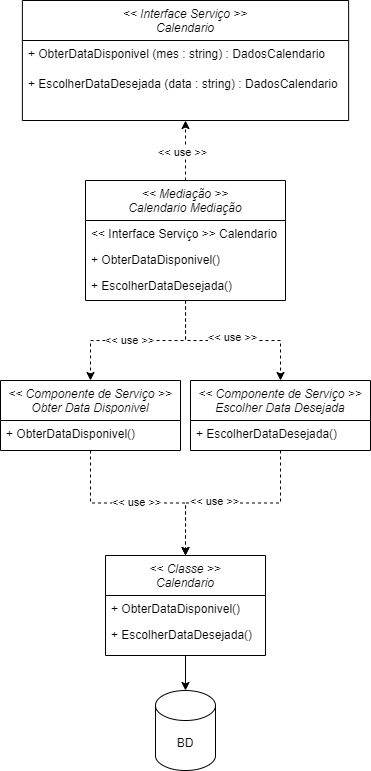 << Interface Serviço >>
Calendario
+ ObterDataDisponivel (mes : string) : DadosCalendario
+ EscolherDataDesejada (data : string) : DadosCalendario
<< use >>
<< Mediação >>
Calendario Mediação
<< Interface Serviço >> Calendario
+ ObterDataDisponivel()
+ EscolherDataDesejada()
<< use >>
<< use >>
<< Componente de Serviço >>
Obter Data Disponivel
+ ObterDataDisponivel()
<< Componente de Serviço >>
Escolher Data Desejada
+ EscolherDataDesejada()
<< use >>
<< use >>
<< Classe >>
Calendario
+ ObterDataDisponivel()
+ EscolherDataDesejada()
BD